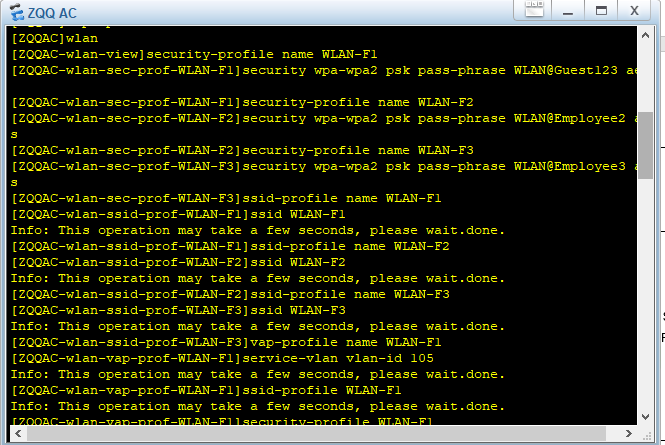 ZQQ AC
[ZQQAC]wlan
[ZQQAC-wlan-view]security-profile name WLAN-F1
[ZQQAC-wlan-sec-prof-WLAN-F1]security wpa-wpa2 psk pass-phrase WLAN@Guest123 ae
[ZQQAC-wlan-sec-prof-WLAN-F1]security-profile name WLAN-F2
[ZQQAC-wlan-sec-prof-WLAN-F2]security wpa-wpa2 psk pass-phrase WLAN@Employee2 a
s
[ZQQAC-wlan-sec-prof-WLAN-F2]security-profile name WLAN-F3
[ZQQAC-wlan-sec-prof-WLAN-F3]security wpa-wpa2 psk pass-phrase WLAN@Employee3 a
s
[ZQQAC-wlan-sec-prof-WLAN-F3]ssid-profile name WLAN-F1
[ZQQAC-wlan-ssid-prof-WLAN-F1]ssid WLAN-F1
Info: This operation may take a few seconds, please wait.done.
[ZQQAC-wlan-ssid-prof-WLAN-F1]ssid-profile name WLAN-F2
[ZQQAC-wlan-ssid-prof-WLAN-F2]ssid WLAN-F2
Info: This operation may take a few seconds, please wait.done.
[ZQQAC-wlan-ssid-prof-WLAN-F2]ssid-profile name WLAN-F3
[ZQQAC-wlan-ssid-prof-WLAN-F3]ssid WLAN-F3
Info: This operation may take a few seconds, please wait.done.
[ZQQAC-wlan-ssid-prof-WLAN-F3]vap-profile name WLAN-F1
[ZQQAC-wlan-vap-prof-WLAN-F1]service-vlan vlan-id 105
Info: This operation may take a few seconds, please wait.done.
[ZQQAC-wlan-vap-prof-WLAN-F1]ssid-profile WLAN-F1
Info: This operation may take a few seconds, please wait.done.
[ZQQAC-wlan-vap-prof-WLAN-F1]security-profile WLAN-F1